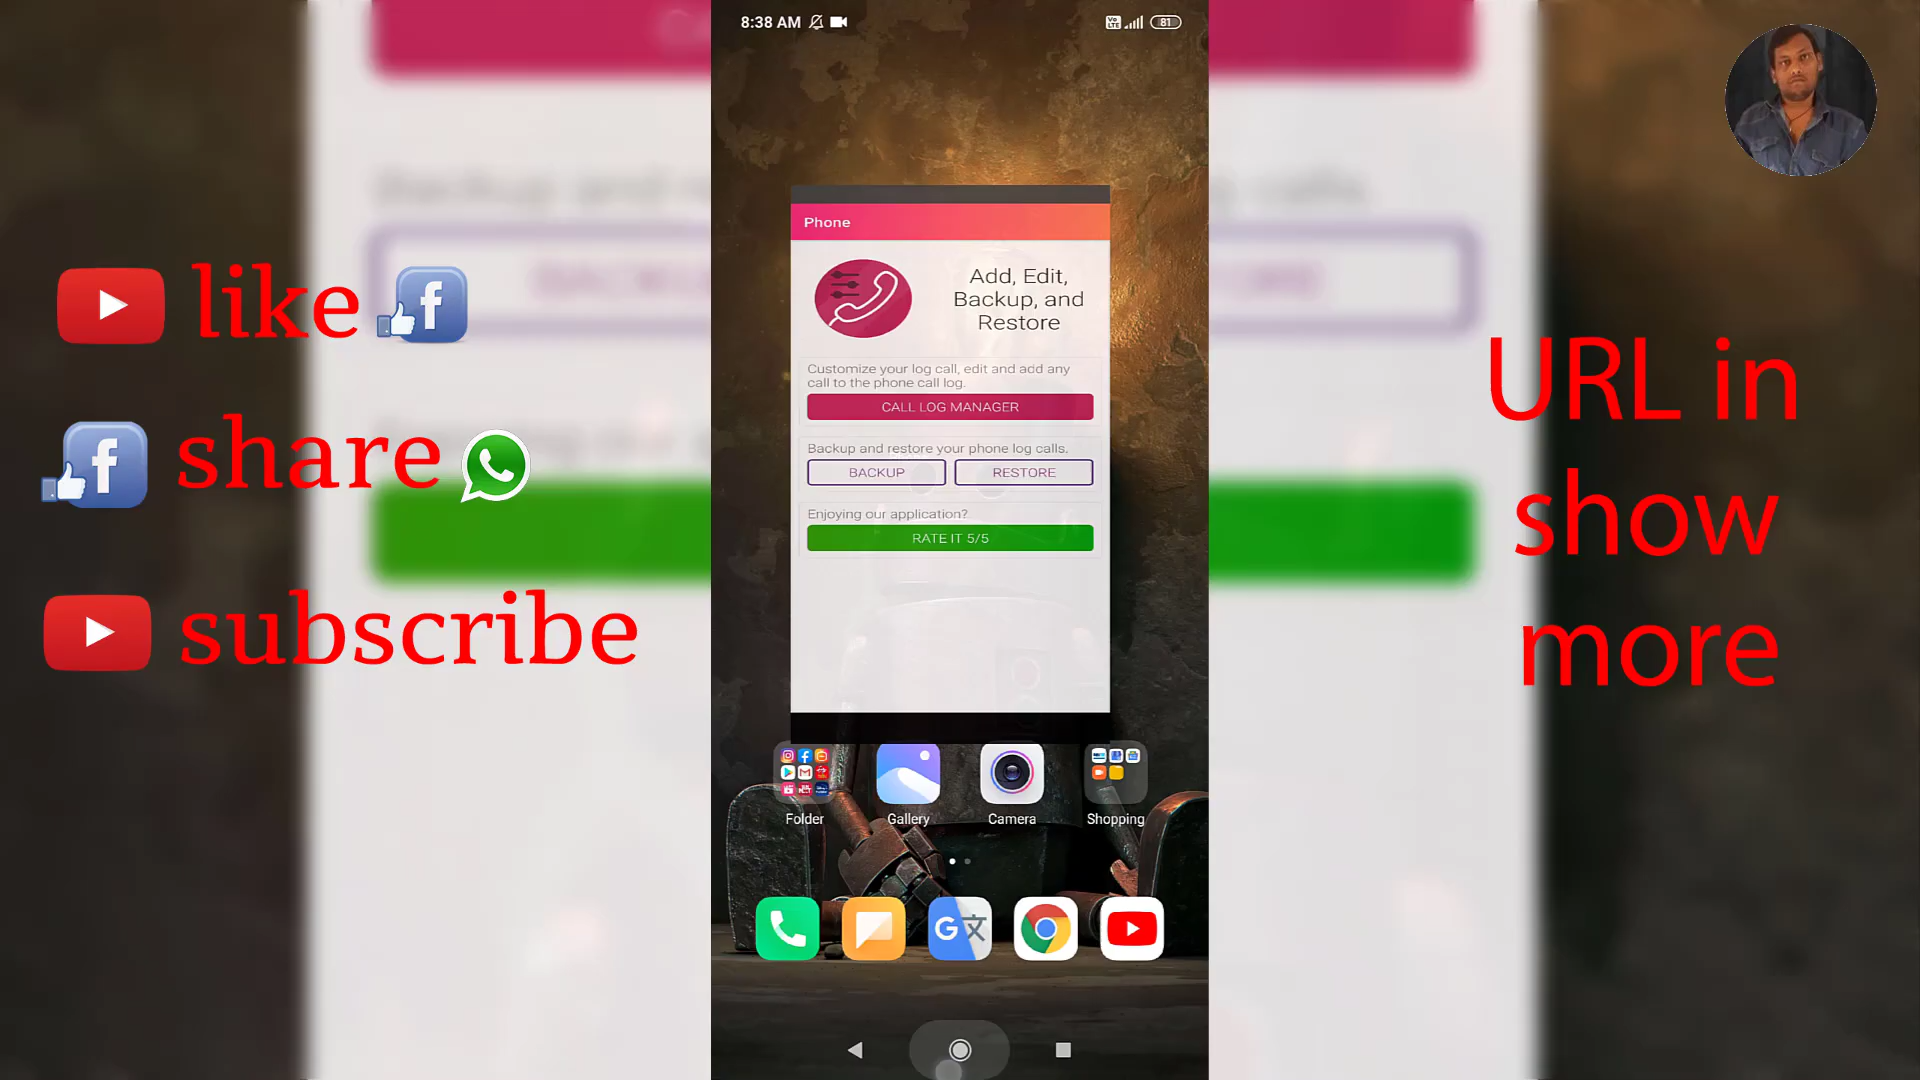 8:38 AM
81
Phone
Add, Edit,
Backup, and
Restore
Customize your log call, edit and add any
call to the phone call log.
CALL LOG MANAGER
Backup and restore your phone log calls.
BACKUP RESTORE
Enjoying our application?
RATE IT 5/5
Folder Gallery Camera Shopping
like
share
subscribe
URL in
show
more